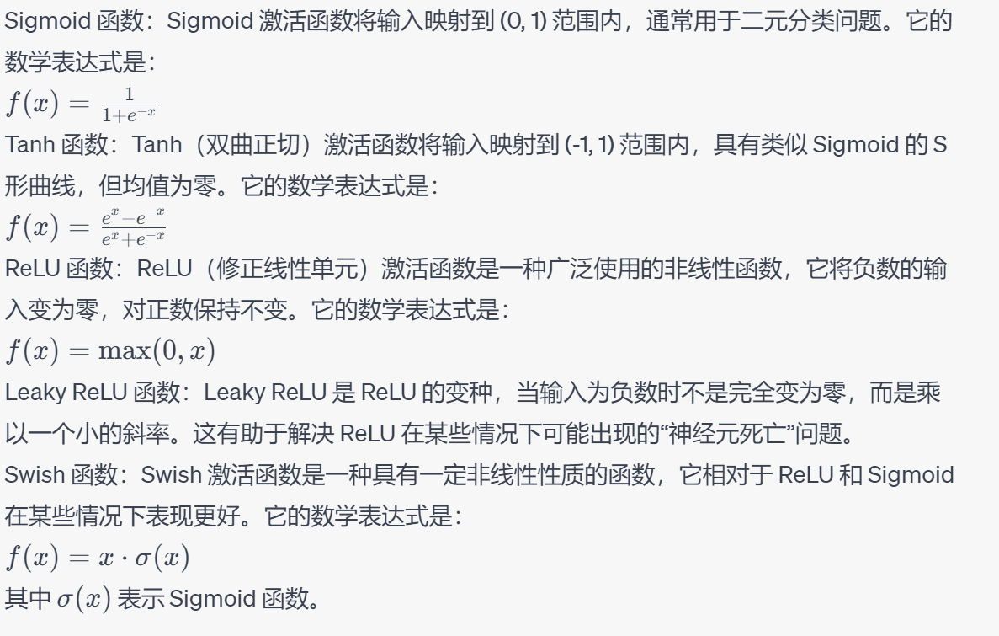 Sigmoid 函数：Sigmoid 激活函数将输入映射到 (0, 1) 范围内，通常用于二元分类问题。它的
数学表达式是：
f(x) = \frac{1}{1+e^{-x}}
Tanh 函数：Tanh（双曲正切）激活函数将输入映射到 (-1, 1) 范围内，具有类似 Sigmoid 的 S
形曲线，但均值为零。它的数学表达式是：
f(x) = \frac{e^x-e^{-x}}{e^x+e^{-x}}
ReLU 函数：ReLU（修正线性单元）激活函数是一种广泛使用的非线性函数，它将负数的输
入变为零，对正数保持不变。它的数学表达式是：
f(x) = max(0, x)
Leaky ReLU 函数：Leaky ReLU 是 ReLU 的变种，当输入为负数时不是完全变为零，而是乘
以一个小的斜率。这有助于解决 ReLU 在某些情况下可能出现的“神经元死亡”问题。
Swish 函数：Swish 激活函数是一种具有一定非线性性质的函数，它相对于 ReLU 和 Sigmoid
在某些情况下表现更好。它的数学表达式是：
f(x) = x · σ(x)
其中 σ(x) 表示 Sigmoid 函数。